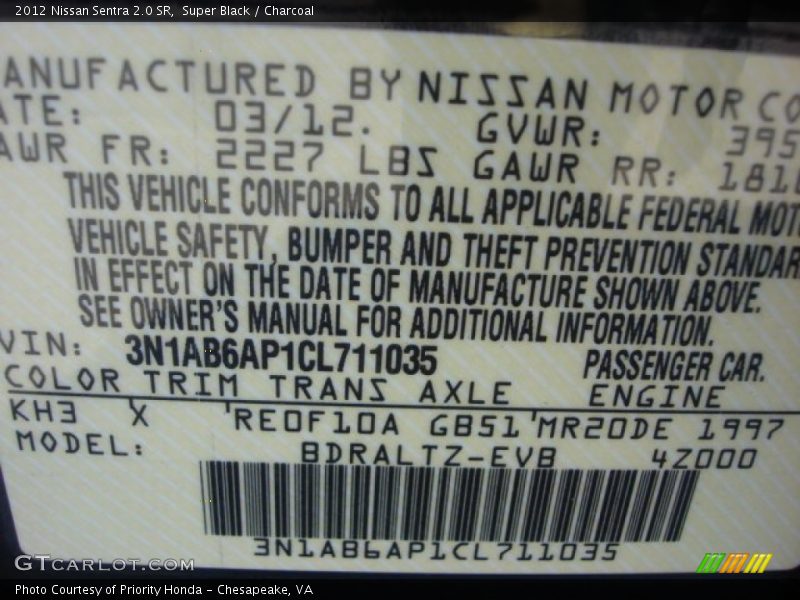 2012 Nissan Sentra 2.0 SR, Super Black / Charcoal
ANUFACTURED BY NISSAN MOTOR CO
ATE: 03/12. GVWR: 395
AWR FR: 2227 LBS GAWR RR: 181
THIS VEHICLE CONFORMS TO ALL APPLICABLE FEDERAL MOT
VEHICLE SAFETY, BUMPER AND THEFT PREVENTION STANDAR
IN EFFECT ON THE DATE OF MANUFACTURE SHOWN ABOVE.
SEE OWNER'S MANUAL FOR ADDITIONAL INFORMATION.
VIN: 3N1AB6AP1CL711035 PASSENGER CAR.
COLOR TRIM TRANS AXLE ENGINE
KH3 X REOF10A GB51 MR20DE 1997
MODEL: BDRALTZ-EVB 4Z000
3N1AB6AP1CL711035
GTCARLOT.COM
Photo Courtesy of Priority Honda - Chesapeake, VA